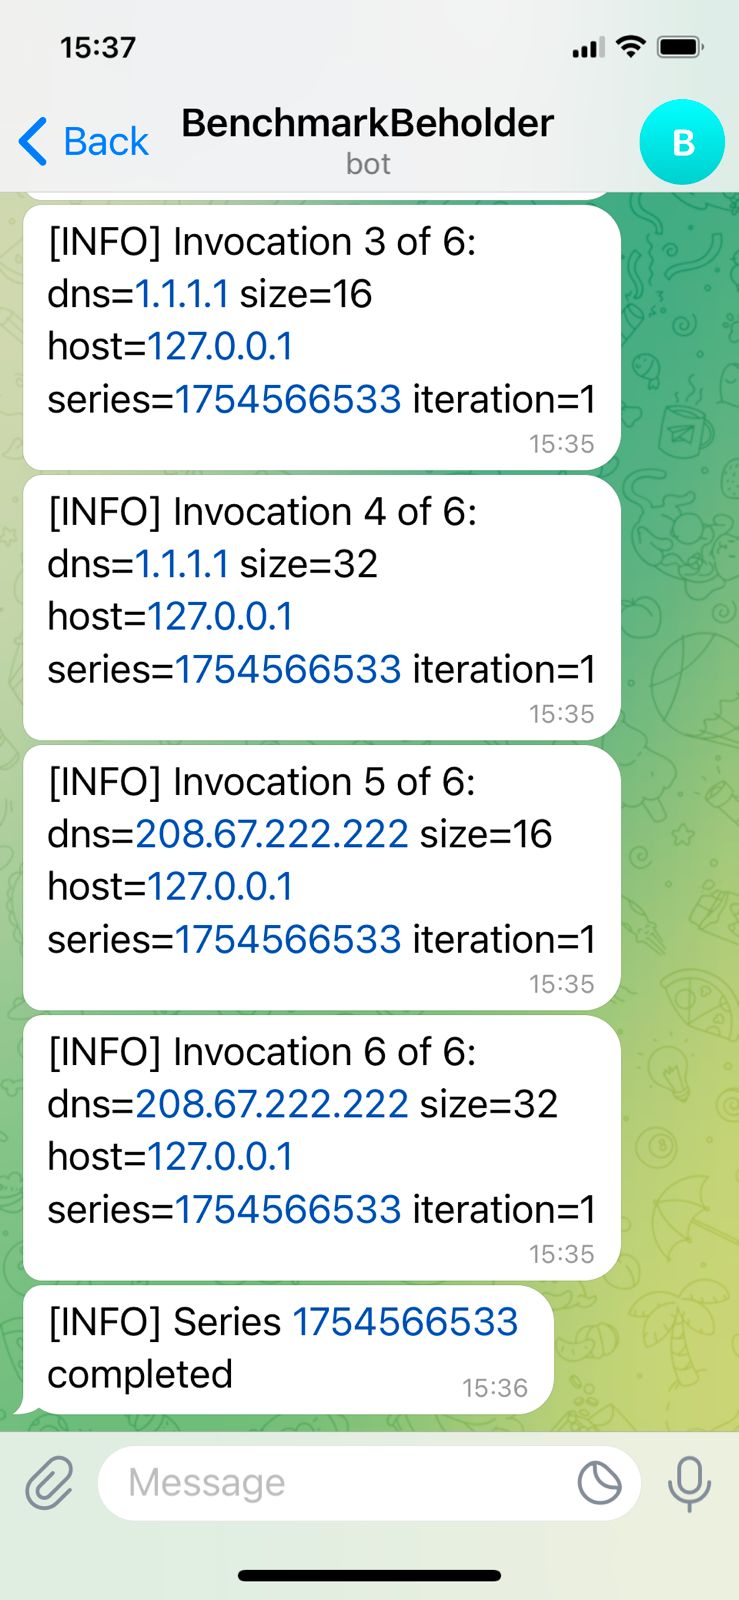 15:37
Back
BenchmarkBeholder
bot
B
[INFO] Invocation 3 of 6:
dns=1.1.1.1 size=16
host=127.0.0.1
series=1754566533 iteration=1
15:35
[INFO] Invocation 4 of 6:
dns=1.1.1.1 size=32
host=127.0.0.1
series=1754566533 iteration=1
15:35
[INFO] Invocation 5 of 6:
dns=208.67.222.222 size=16
host=127.0.0.1
series=1754566533 iteration=1
15:35
[INFO] Invocation 6 of 6:
dns=208.67.222.222 size=32
host=127.0.0.1
series=1754566533 iteration=1
15:35
[INFO] Series 1754566533
completed
15:36
Message